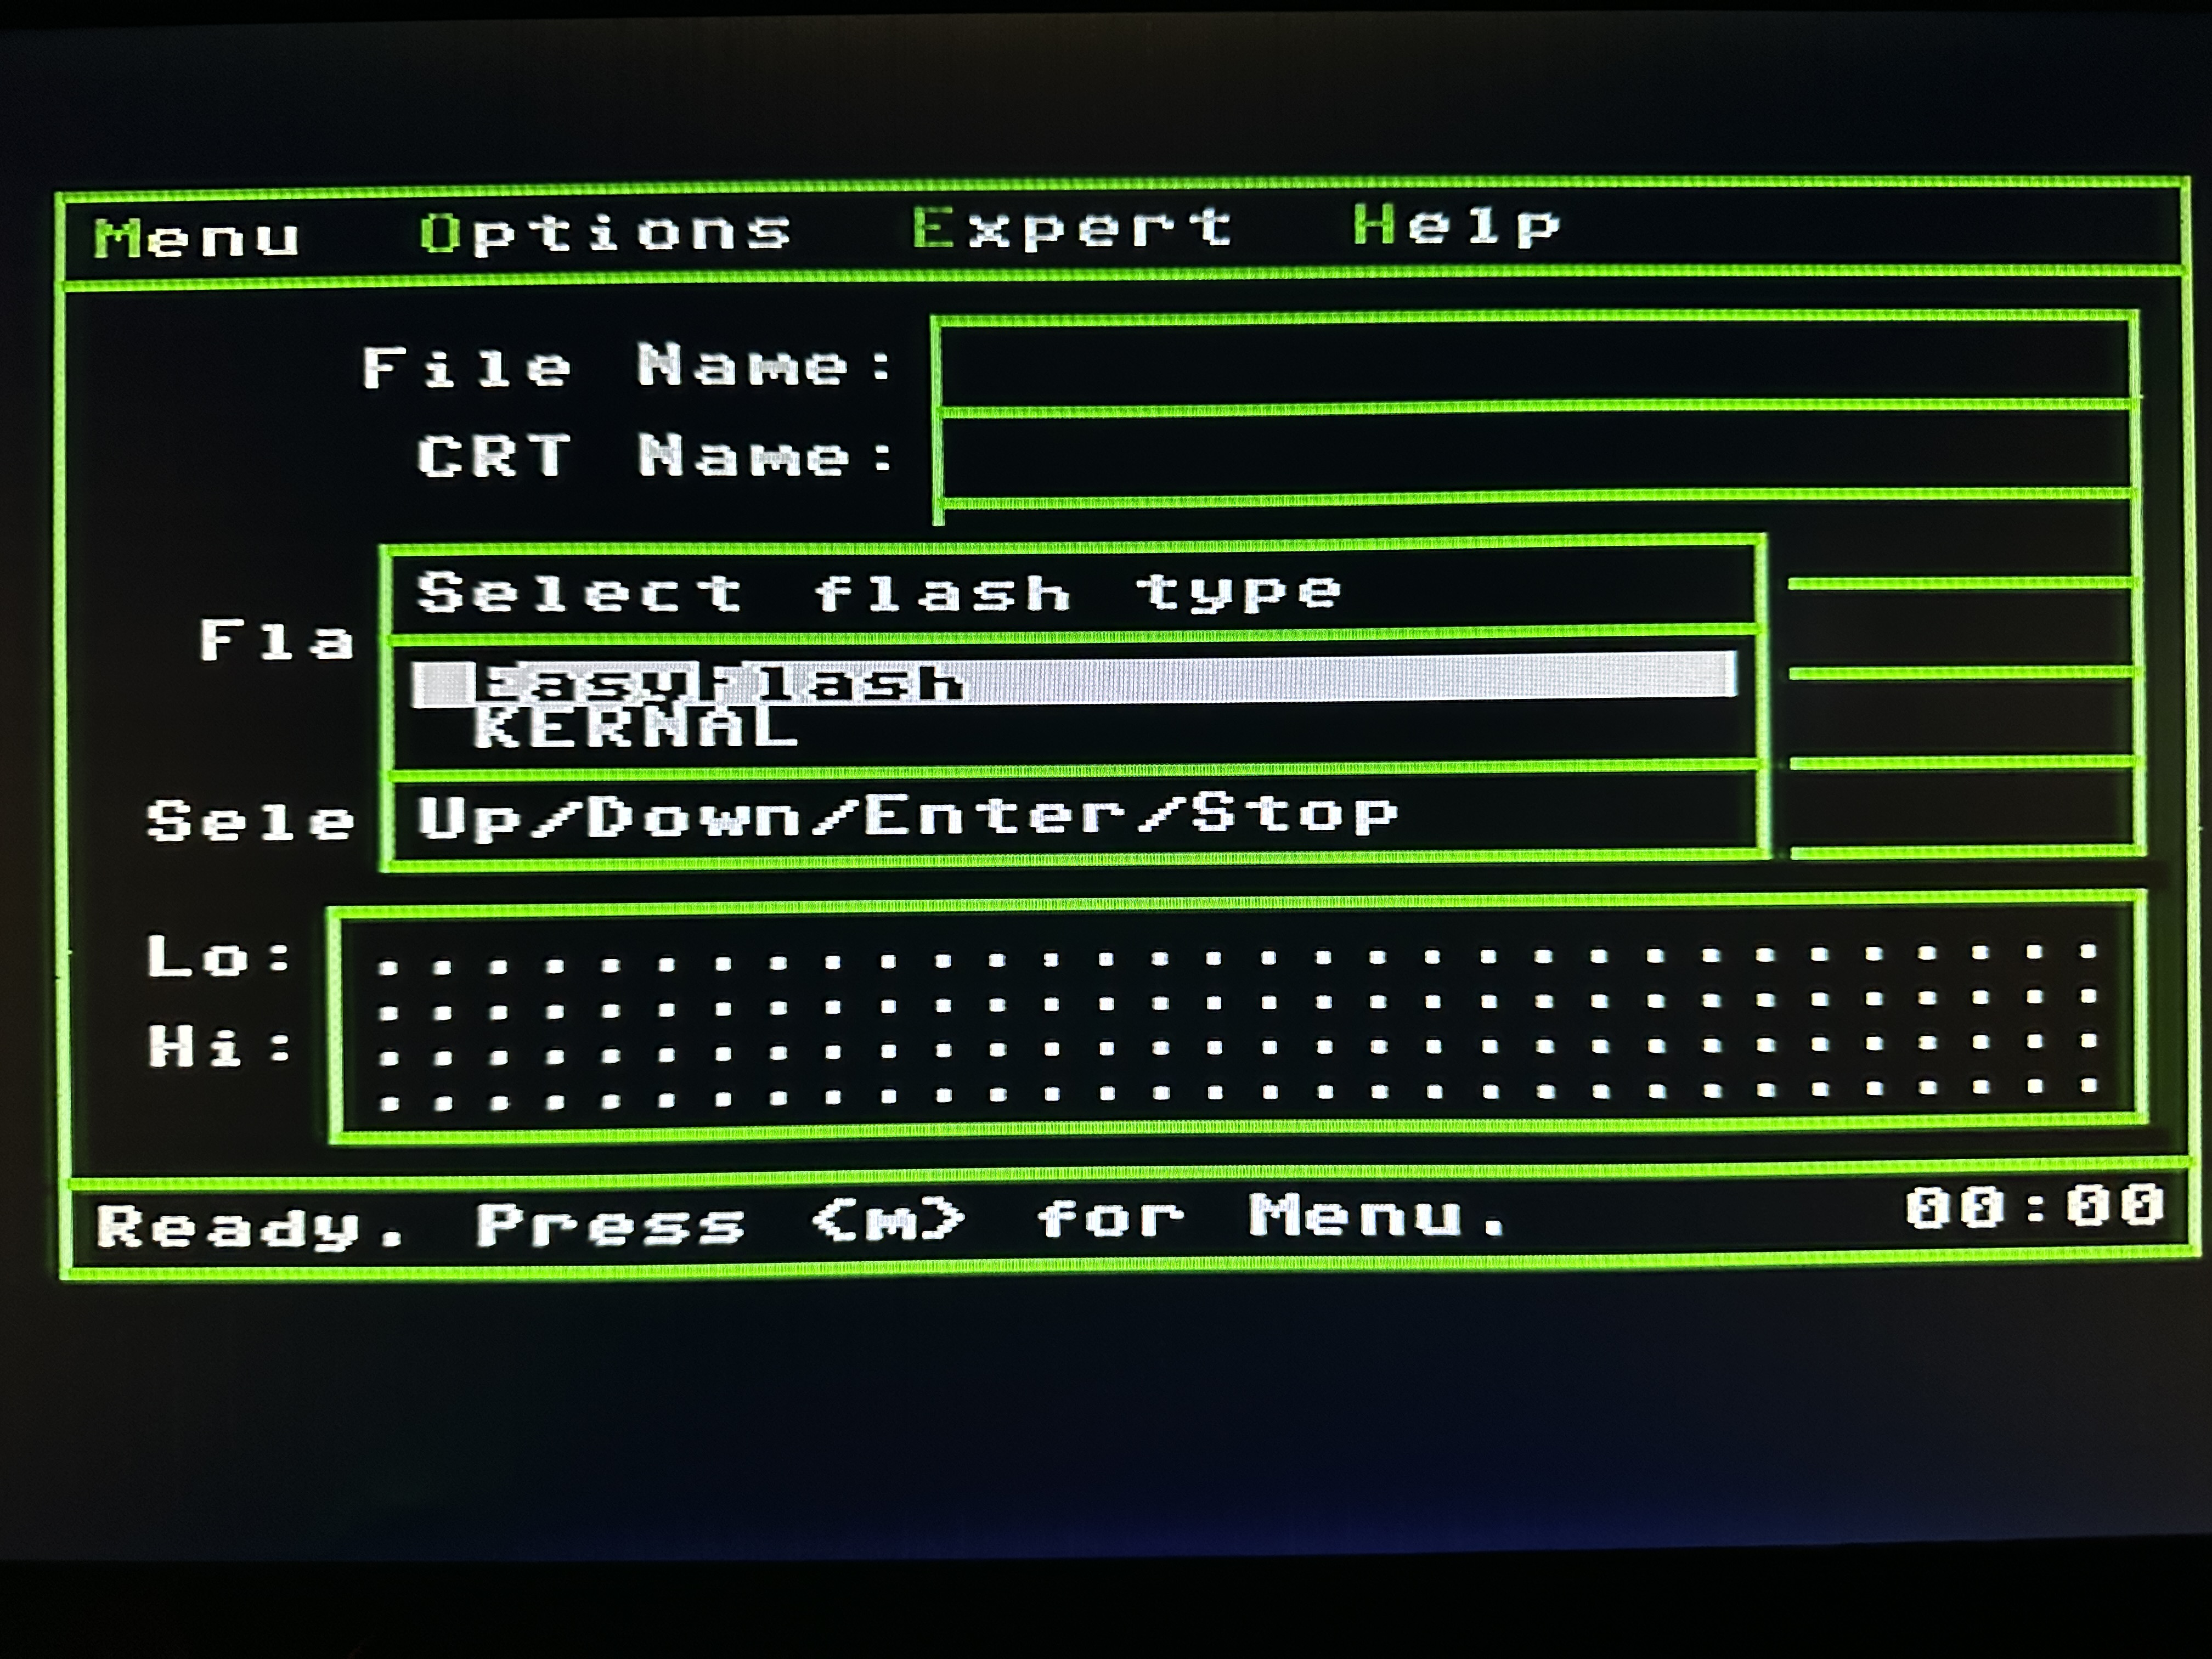 Menu Options Expert Help
File Name:
CRT Name:
Select flash type
Fla
EasyFlash
KERNAL
Sele
Up/Down/Enter/Stop
Lo:
Hi:
Ready. Press <m> for Menu. 00:00